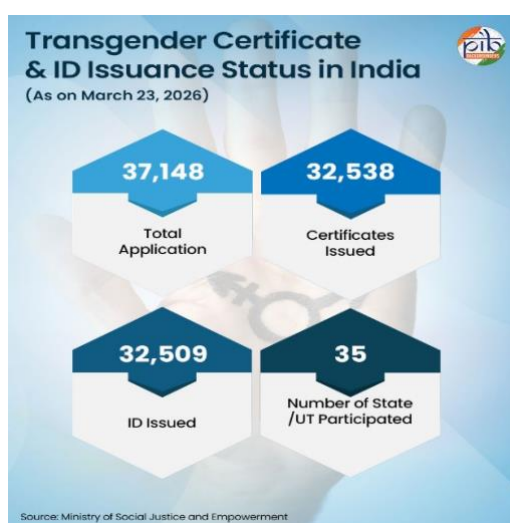 Transgender Certificate
& ID Issuance Status in India
(As on March 23, 2026)
pib
37,148
Total
Application
32,538
Certificates
Issued
32,509
ID Issued
35
Number of State
/UT Participated
Source: Ministry of Social Justice and Empowerment